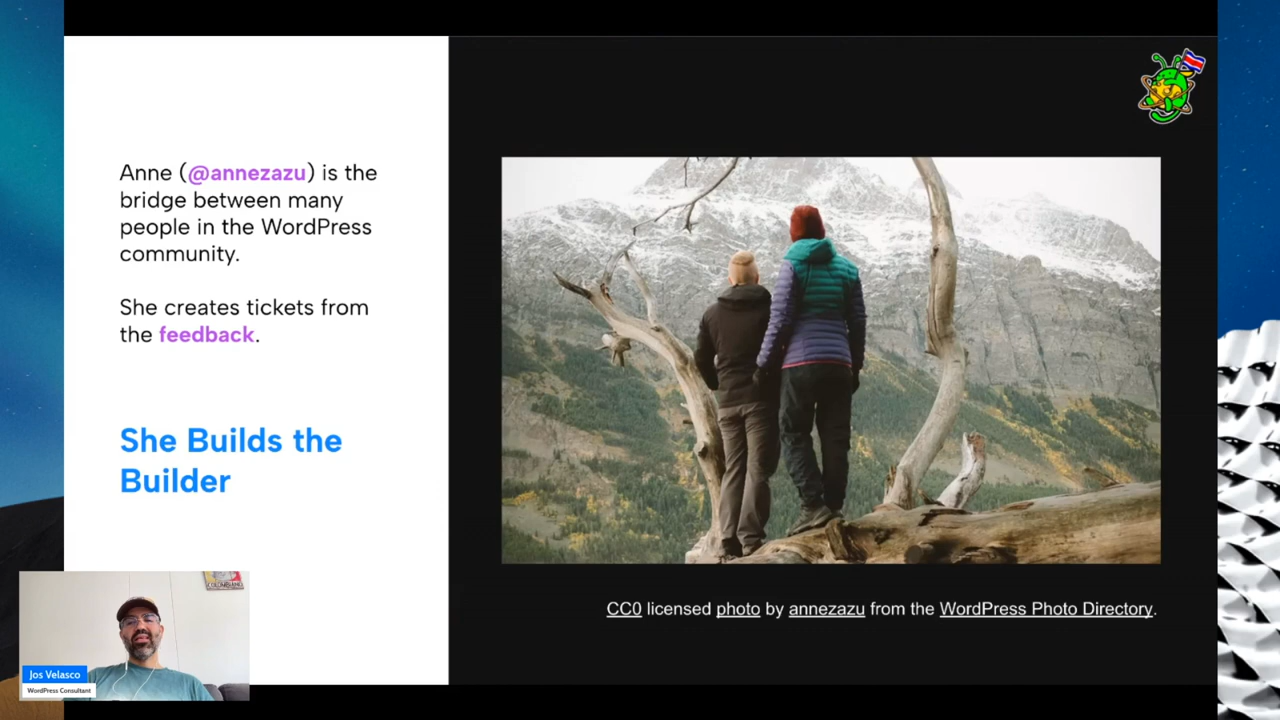 Anne (@annezazu) is the
bridge between many
people in the WordPress
community.
She creates tickets from
the feedback.
She Builds the
Builder
CC0 licensed photo by annezazu from the WordPress Photo Directory.
Jos Velasco
WordPress Consultant